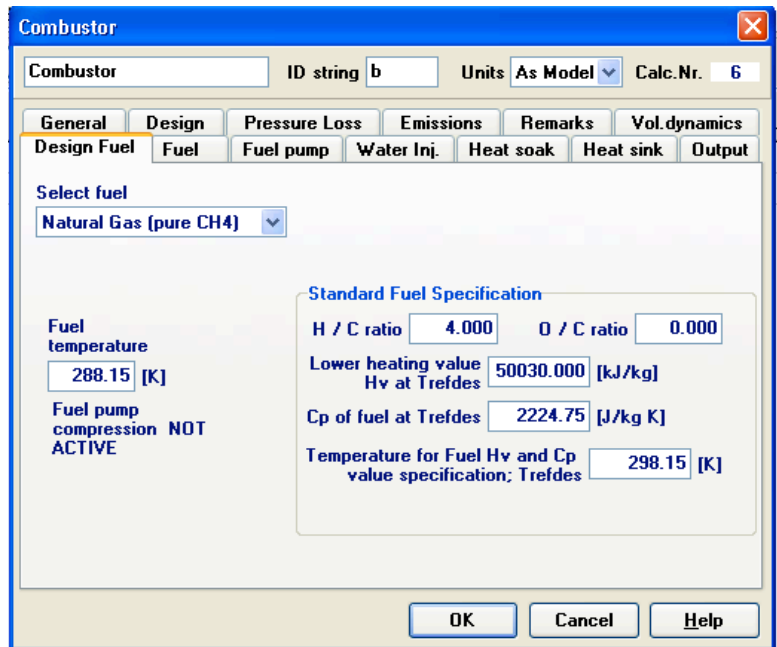 Combustor
Combustor
ID string b
Units As Model
Calc.Nr. 6
General
Design
Pressure Loss
Emissions
Remarks
Vol.dynamics
Design Fuel
Fuel
Fuel pump
Water Inj.
Heat soak
Heat sink
Output
Select fuel
Natural Gas (pure CH4)
Fuel
temperature
288.15 [K]
Fuel pump
compression NOT
ACTIVE
Standard Fuel Specification
H / C ratio 4.000 O / C ratio 0.000
Lower heating value
Hv at Trefdes 50030.000 [kJ/kg]
Cp of fuel at Trefdes 2224.75 [J/kg K]
Temperature for Fuel Hv and Cp
value specification; Trefdes 298.15 [K]
OK
Cancel
Help